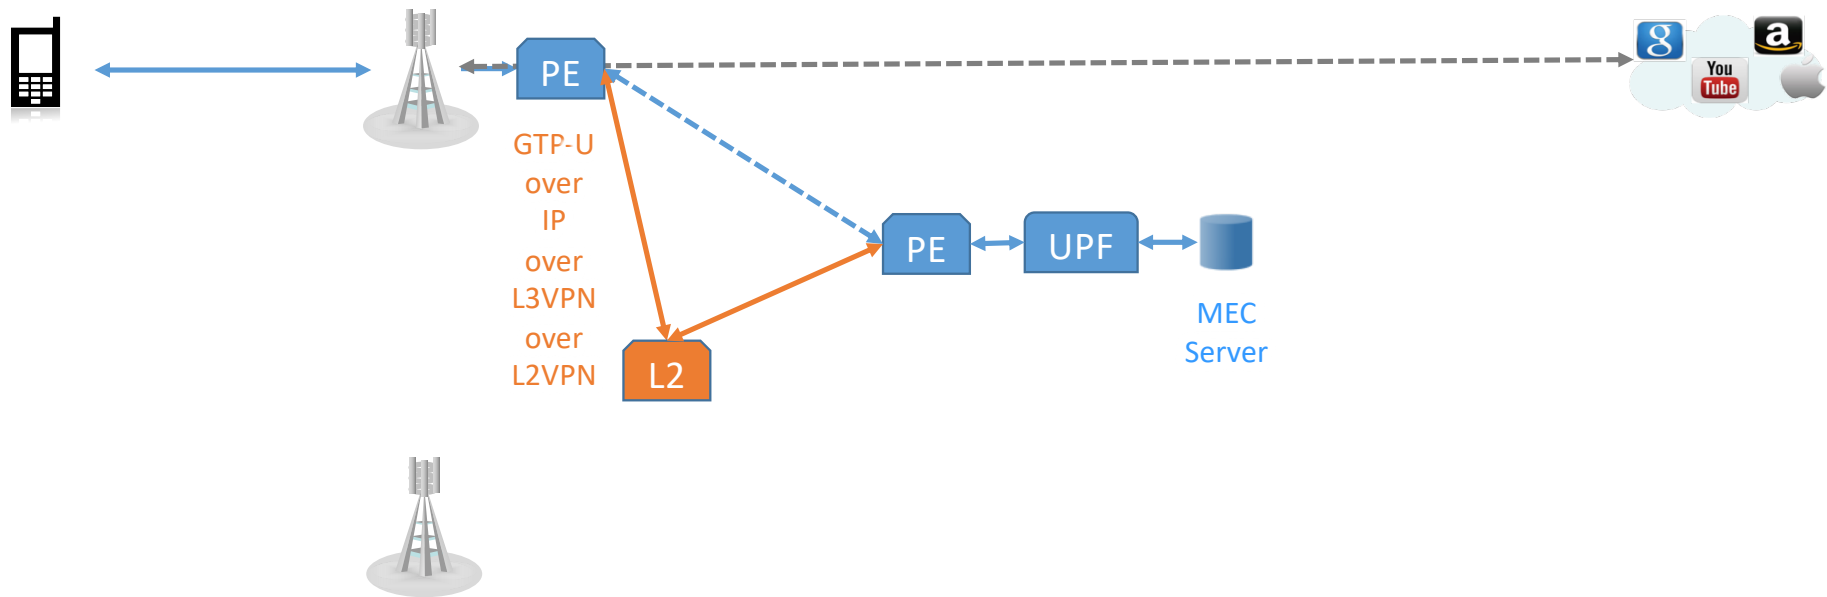 PE
g
a
You
Tube
GTP-U
over
IP
over
L3VPN
over
L2VPN
PE
UPF
MEC
Server
L2